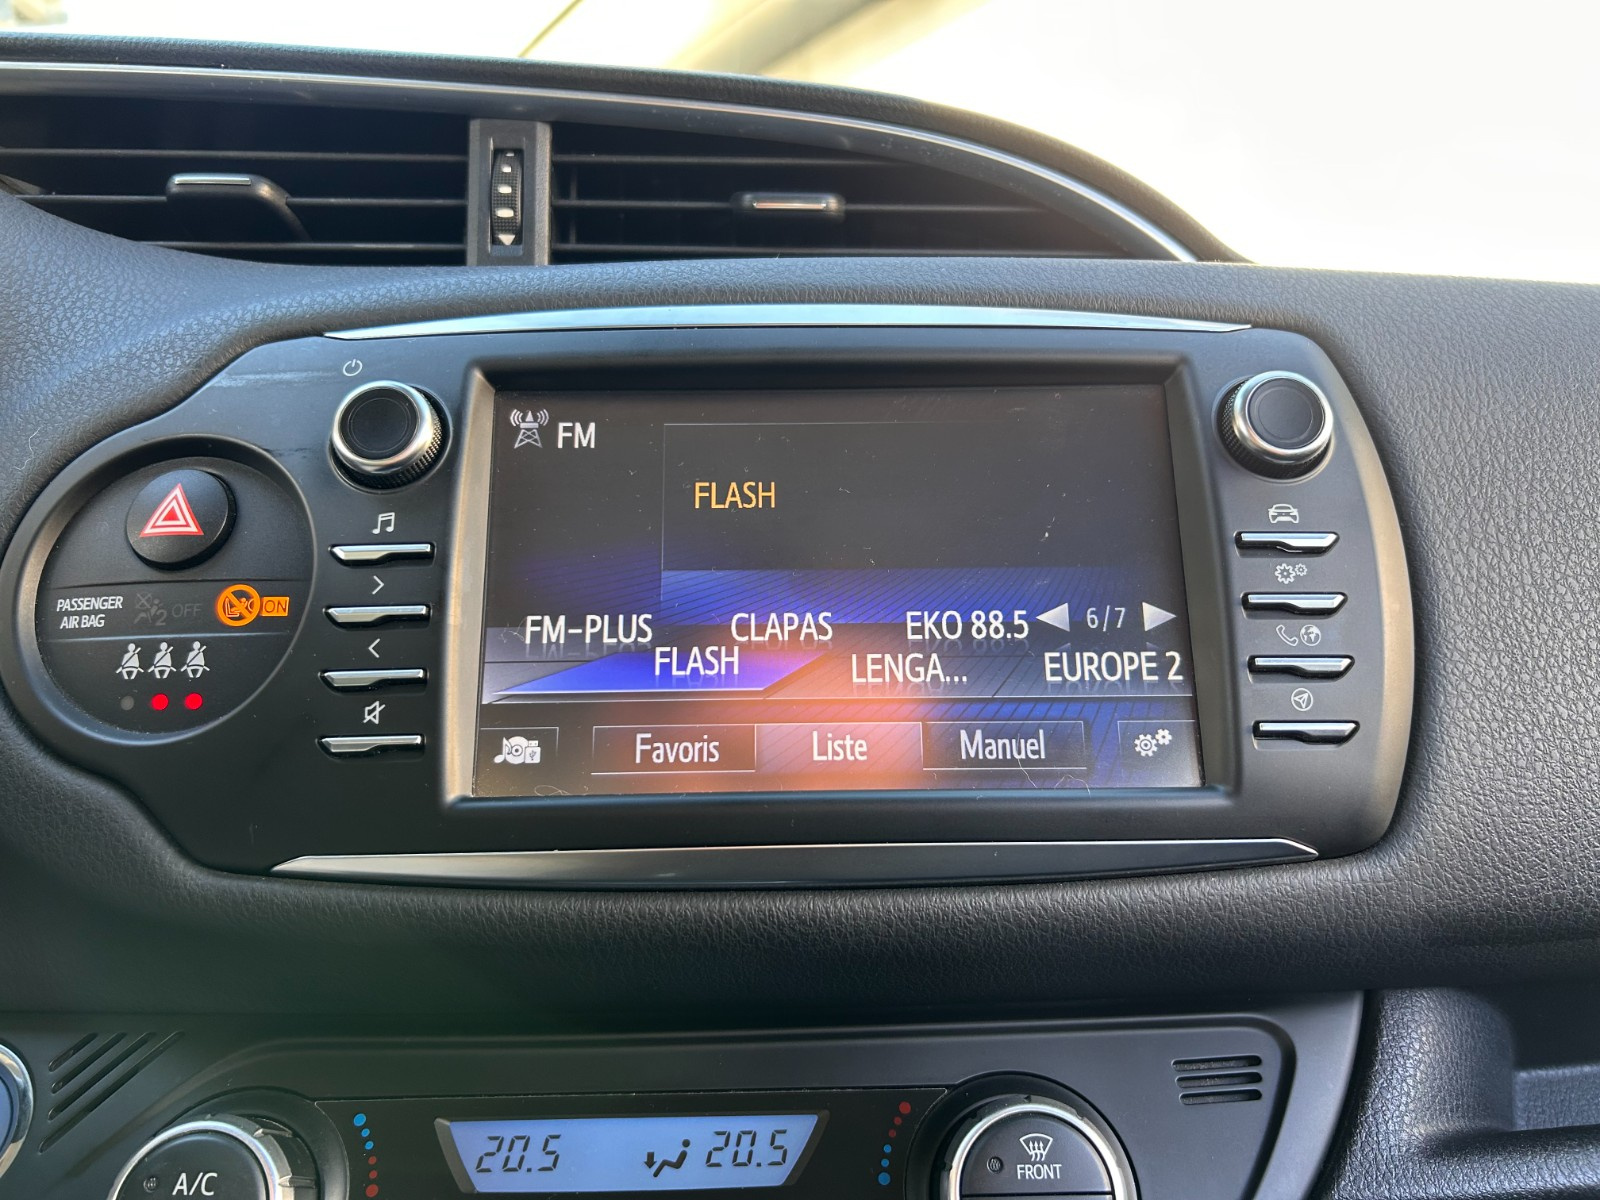 FM
FLASH
PASSENGER
AIR BAG
2 OFF
ON
FM-PLUS CLAPAS EKO 88.5 6/7
FLASH LENGA... EUROPE 2
Favoris Liste Manuel
20.5 20.5
A/C
FRONT